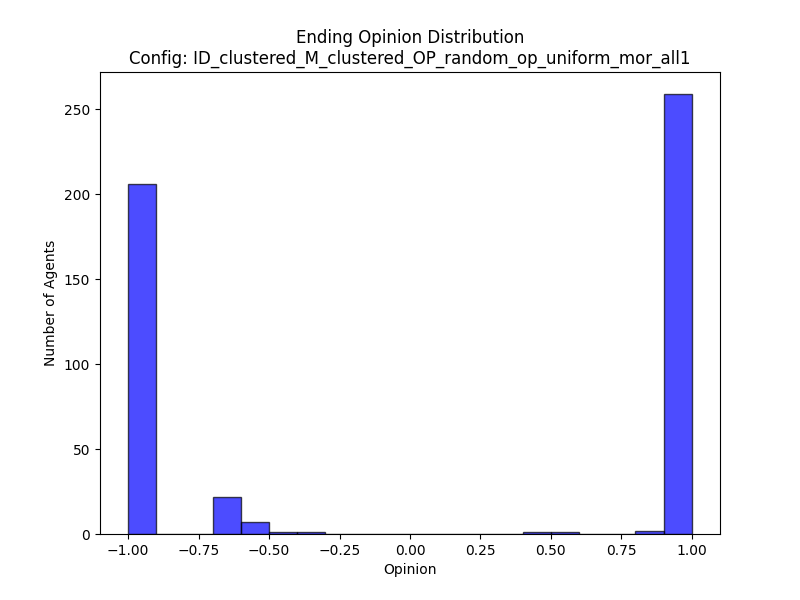 Ending Opinion Distribution
Config: ID_clustered_M_clustered_OP_random_op_uniform_mor_all1
250
200
150
100
50
0
Number of Agents
−1.00 −0.75 −0.50 −0.25 0.00 0.25 0.50 0.75 1.00
Opinion